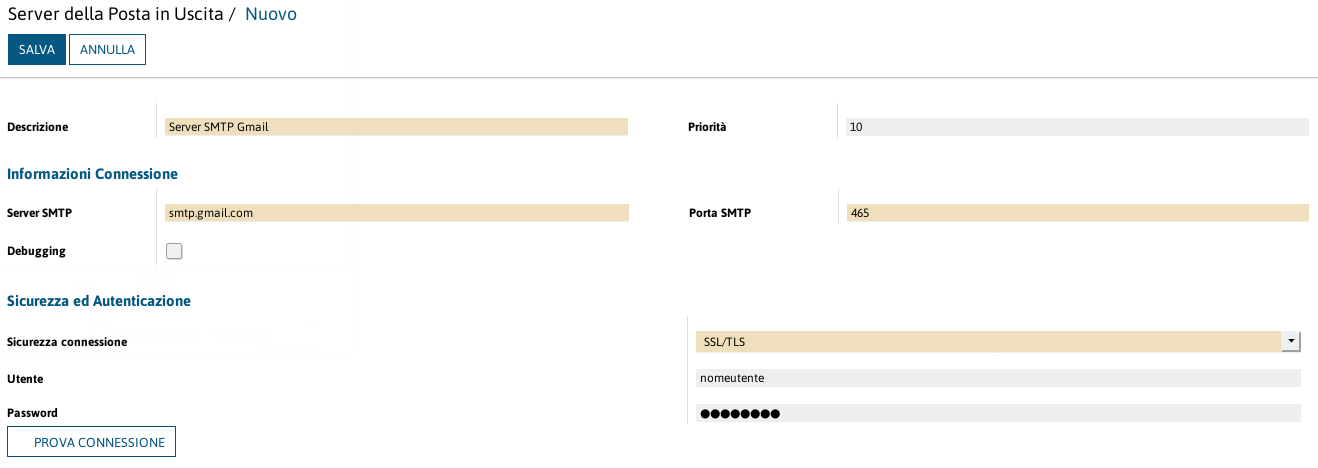 Server della Posta in Uscita / Nuovo
SALVA ANNULLA
Descrizione Server SMTP Gmail Priorità 10
Informazioni Connessione
Server SMTP smtp.gmail.com Porta SMTP 465
Debugging
Sicurezza ed Autenticazione
Sicurezza connessione SSL/TLS
Utente nomeutente
Password ●●●●●●●●
PROVA CONNESSIONE